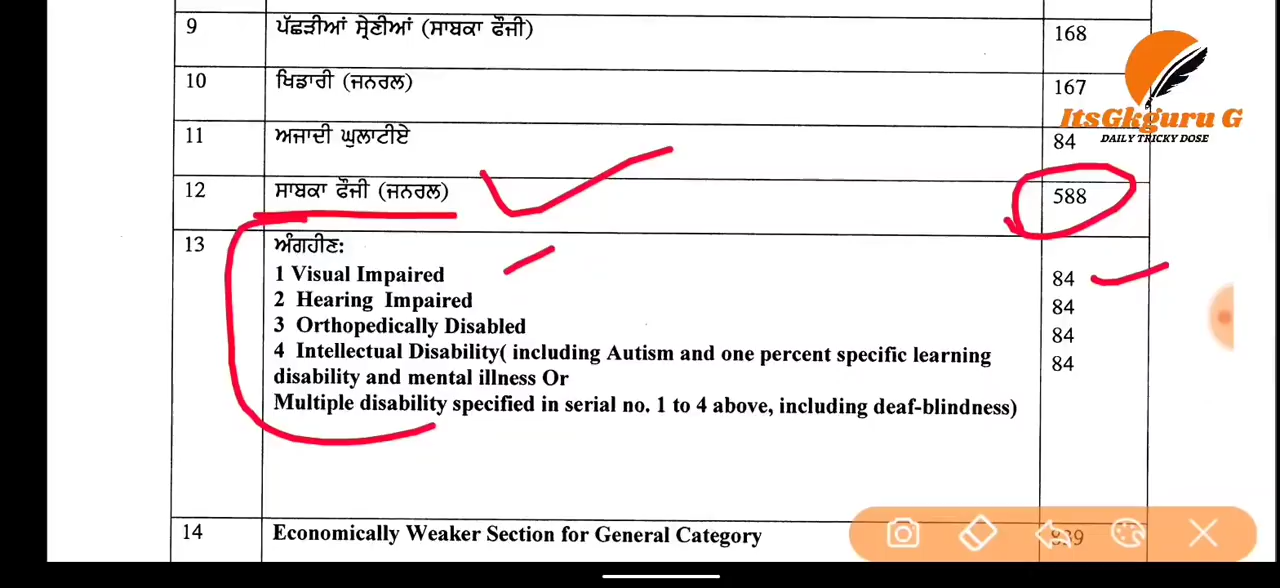 9 ਪੱਛੜੀਆਂ ਸ਼੍ਰੇਣੀਆਂ (ਸਾਬਕਾ ਫੌਜੀ) 168
10 ਖਿਡਾਰੀ (ਜਨਰਲ) 167
ItsGkguru G
DAILY TRICKY DOSE
11 ਅਜਾਦੀ ਘੁਲਾਟੀਏ 84
12 ਸਾਬਕਾ ਫੌਜੀ (ਜਨਰਲ) 588
13 ਅੰਗਹੀਣ:
1 Visual Impaired 84
2 Hearing Impaired 84
3 Orthopedically Disabled 84
4 Intellectual Disability( including Autism and one percent specific learning 84
disability and mental illness Or
Multiple disability specified in serial no. 1 to 4 above, including deaf-blindness)
14 Economically Weaker Section for General Category